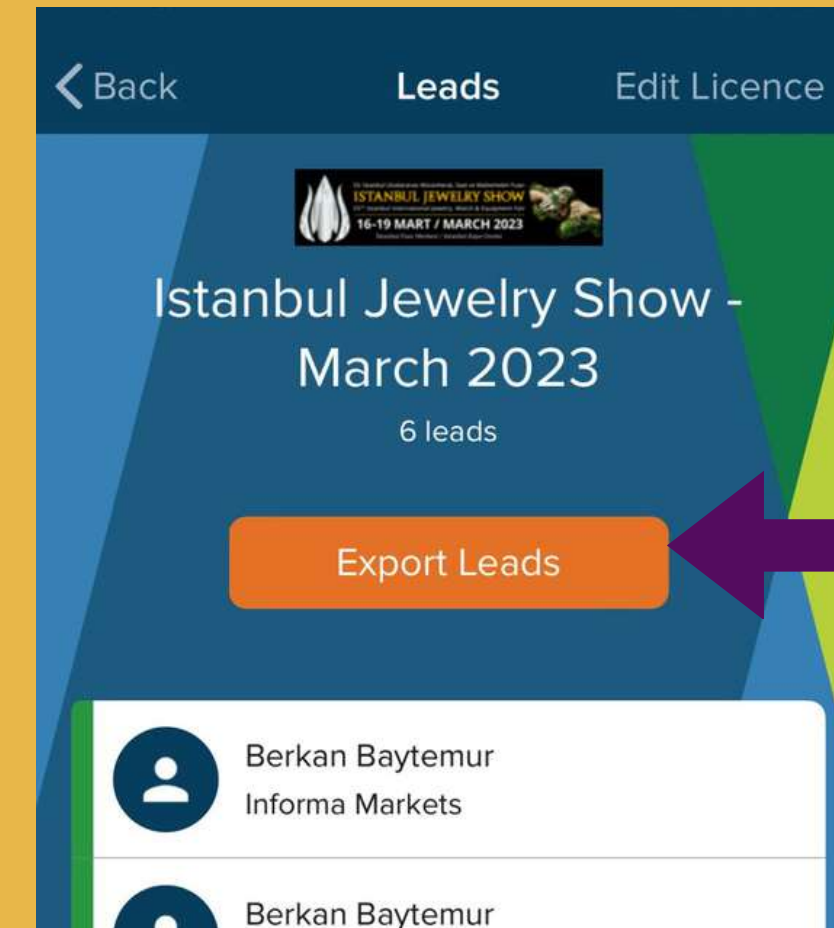 Back
Leads
Edit Licence
ISTANBUL JEWELRY SHOW
16-19 MART / MARCH 2023
Istanbul Jewelry Show -
March 2023
6 leads
Export Leads
Berkan Baytemur
Informa Markets
Berkan Baytemur